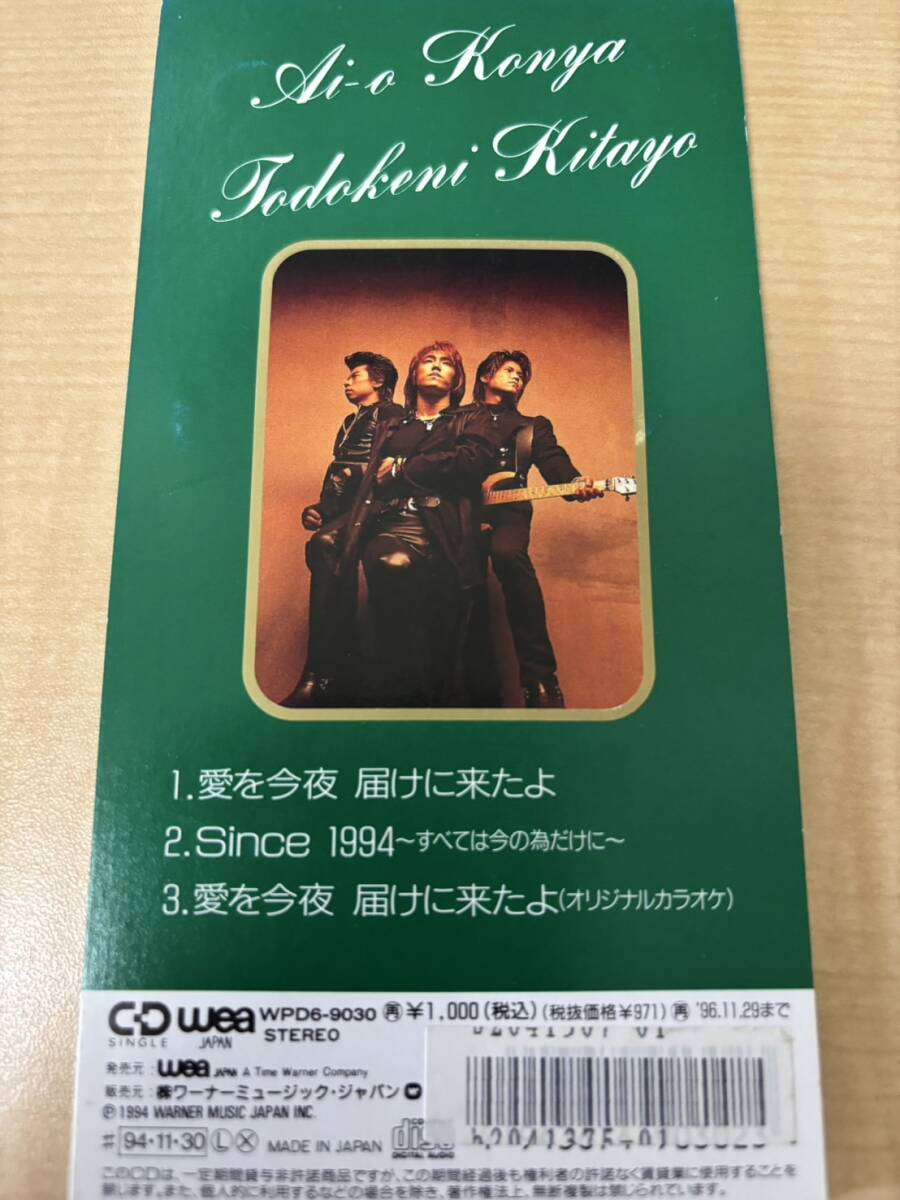 Ai-o Konya
Todokeni Kitayo
1.愛を今夜 届けに来たよ
2.Since 1994〜すべては今の為だけに〜
3.愛を今夜 届けに来たよ(オリジナルカラオケ)
CD SINGLE wea JAPAN WPD6-9030 STEREO 再 ¥1,000(税込) (税抜価格¥971) 再 '96.11.29まで
発売元:wea JAPAN A Time Warner Company
販売元:㈱ワーナーミュージック・ジャパン
Ⓟ1994 WARNER MUSIC JAPAN INC.
♯ 94・11・30 Ⓛ Ⓧ MADE IN JAPAN disc DIGITAL AUDIO
このCDは、一定期間貸与非許諾商品ですが、この期間経過後も権利者の許諾なく賃貸業に使用することを
禁じます。また、個人的に利用するなどの場合を除き、著作権法上、無断複製は禁じられています。